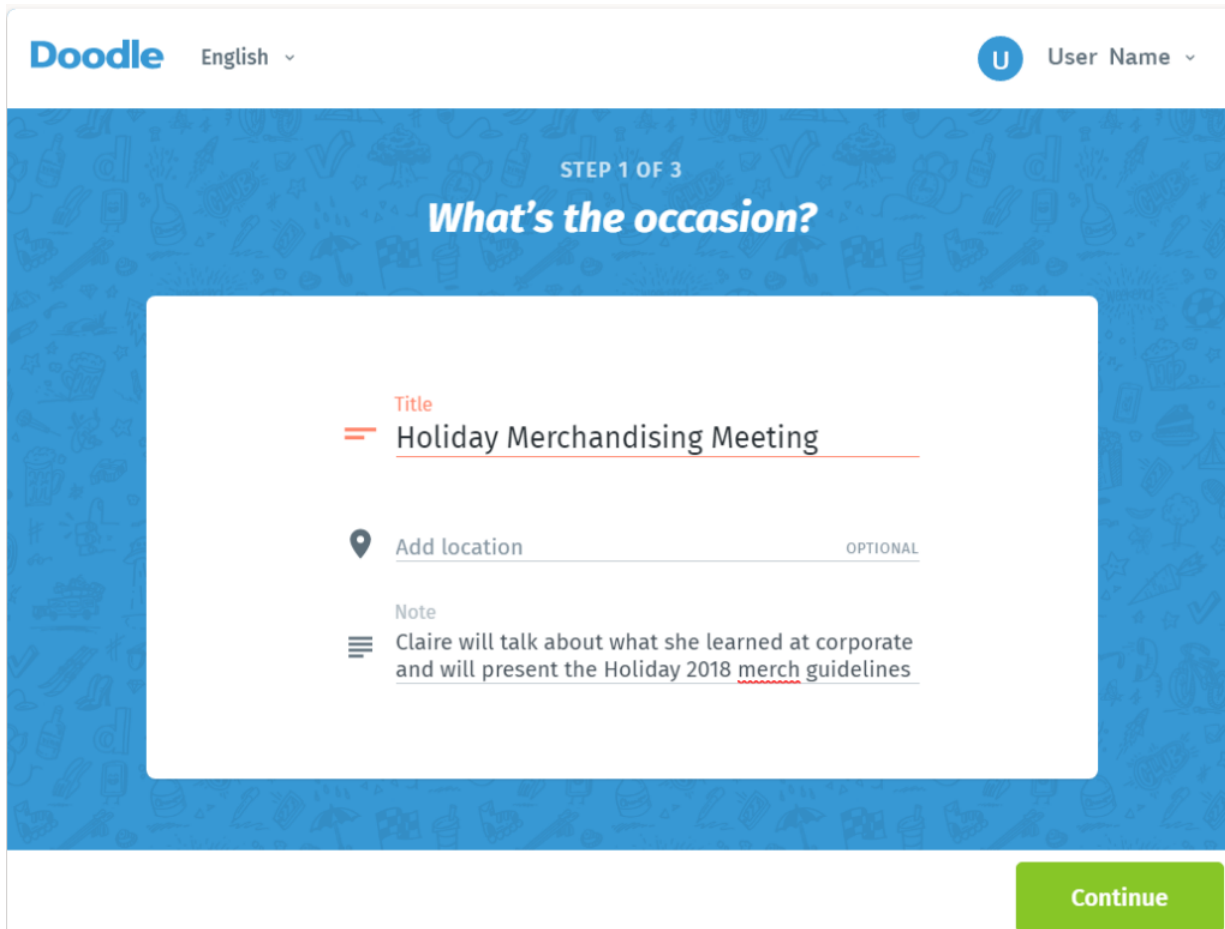 Doodle English U User Name
STEP 1 OF 3
What's the occasion?
Title
Holiday Merchandising Meeting
Add location OPTIONAL
Note
Claire will talk about what she learned at corporate
and will present the Holiday 2018 merch guidelines
Continue